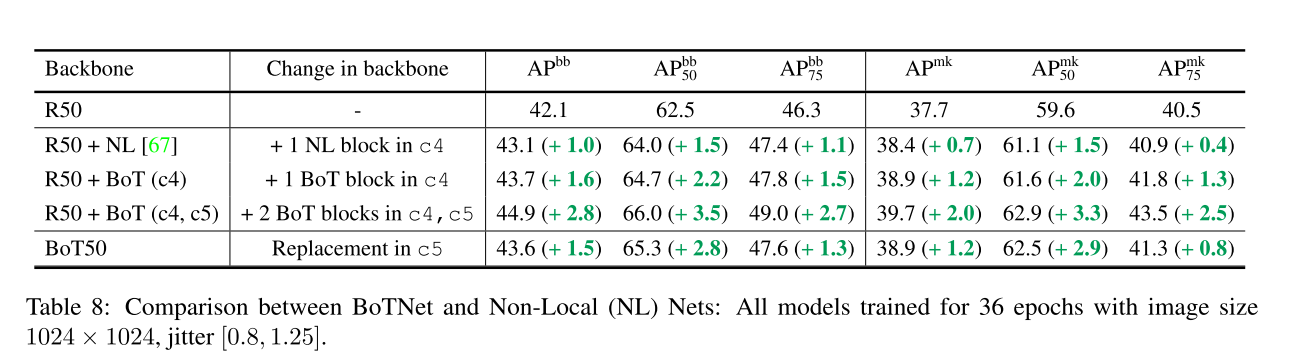 Backbone Change in backbone AP^bb AP^bb_50 AP^bb_75 AP^mk AP^mk_50 AP^mk_75
R50 - 42.1 62.5 46.3 37.7 59.6 40.5
R50 + NL [67] + 1 NL block in c4 43.1 (+ 1.0) 64.0 (+ 1.5) 47.4 (+ 1.1) 38.4 (+ 0.7) 61.1 (+ 1.5) 40.9 (+ 0.4)
R50 + BoT (c4) + 1 BoT block in c4 43.7 (+ 1.6) 64.7 (+ 2.2) 47.8 (+ 1.5) 38.9 (+ 1.2) 61.6 (+ 2.0) 41.8 (+ 1.3)
R50 + BoT (c4, c5) + 2 BoT blocks in c4,c5 44.9 (+ 2.8) 66.0 (+ 3.5) 49.0 (+ 2.7) 39.7 (+ 2.0) 62.9 (+ 3.3) 43.5 (+ 2.5)
BoT50 Replacement in c5 43.6 (+ 1.5) 65.3 (+ 2.8) 47.6 (+ 1.3) 38.9 (+ 1.2) 62.5 (+ 2.9) 41.3 (+ 0.8)
Table 8: Comparison between BoTNet and Non-Local (NL) Nets: All models trained for 36 epochs with image size
1024 × 1024, jitter [0.8, 1.25].